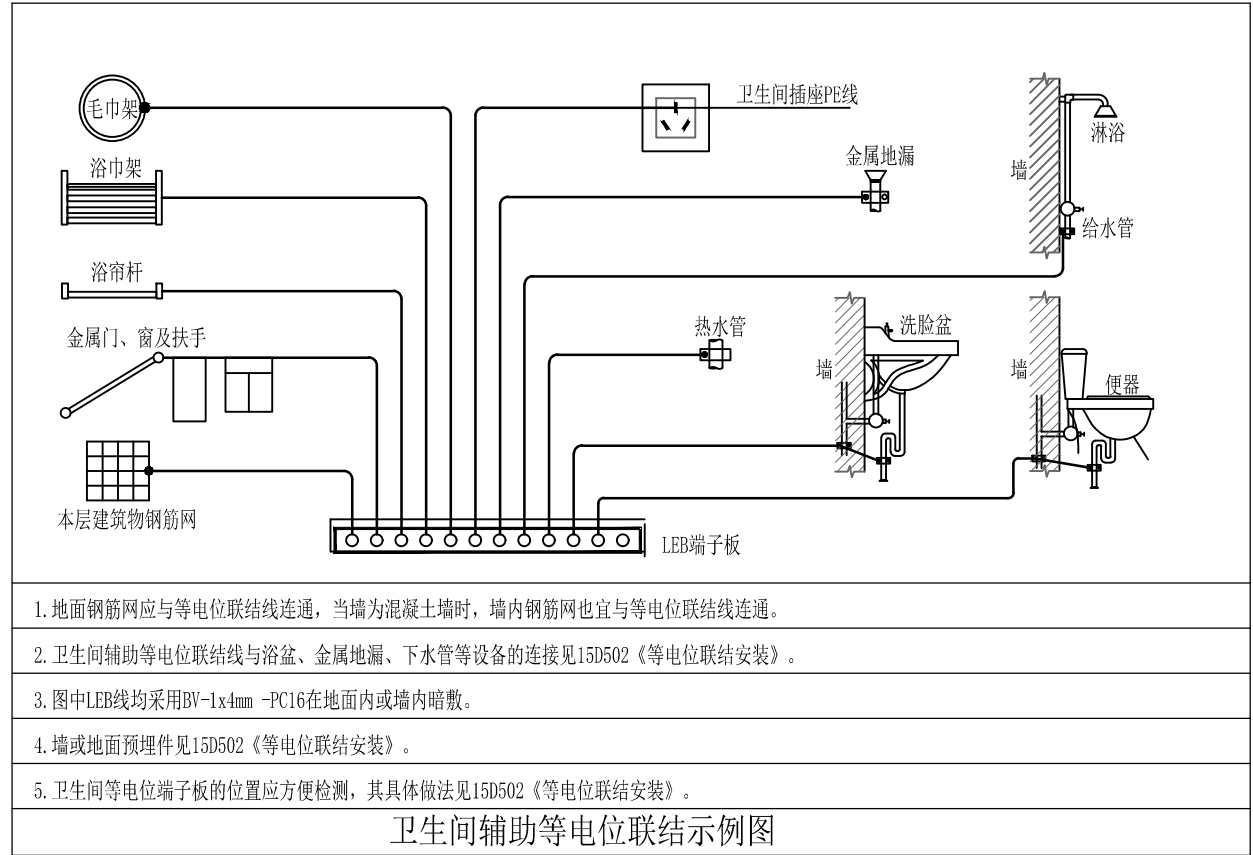 毛巾架
卫生间插座PE线
淋浴
金属地漏
浴巾架
墙
给水管
浴帘杆
热水管
洗脸盆
金属门、窗及扶手
墙
墙
便器
本层建筑物钢筋网
LEB端子板
1.地面钢筋网应与等电位联结线连通，当墙为混凝土墙时，墙内钢筋网也宜与等电位联结线连通。
2.卫生间辅助等电位联结线与浴盆、金属地漏、下水管等设备的连接见15D502《等电位联结安装》。
3.图中LEB线均采用BV-1x4mm -PC16在地面内或墙内暗敷。
4.墙或地面预埋件见15D502《等电位联结安装》。
5.卫生间等电位端子板的位置应方便检测，其具体做法见15D502《等电位联结安装》。
卫生间辅助等电位联结示例图